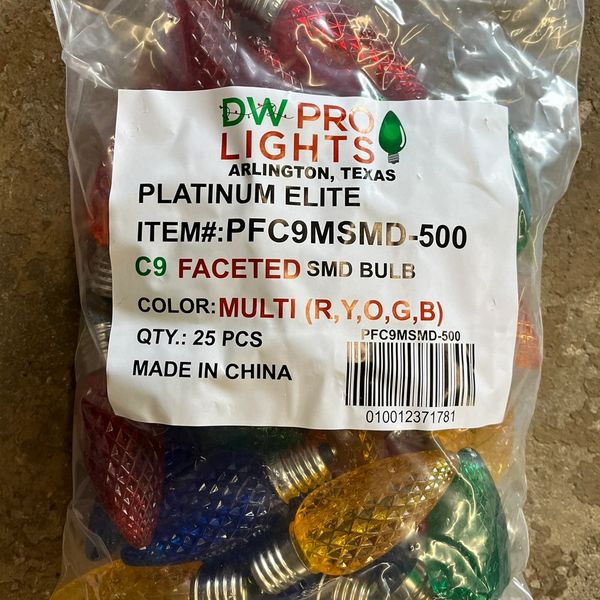 DW PRO
LIGHTS
ARLINGTON, TEXAS
PLATINUM ELITE
ITEM#:PFC9MSMD-500
C9 FACETED SMD BULB
COLOR:MULTI (R,Y,O,G,B)
QTY.: 25 PCS
PFC9MSMD-500
MADE IN CHINA
010012371781